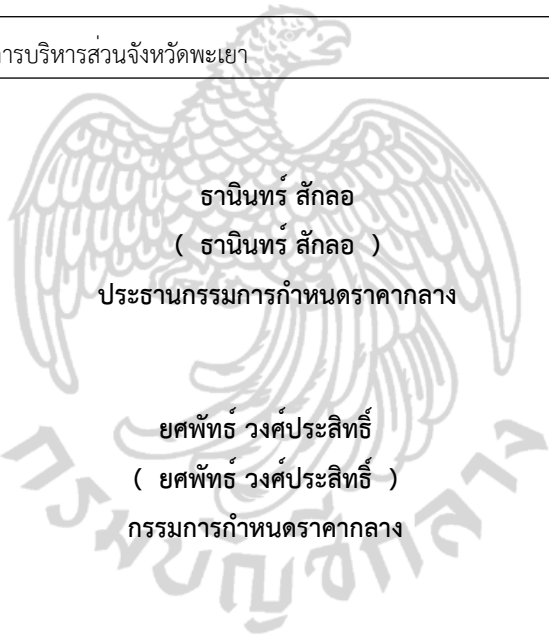 ารบริหารส่วนจังหวัดพะเยา
ธานินทร์ สักลอ
( ธานินทร์ สักลอ )
ประธานกรรมการกำหนดราคากลาง
ยศพัทธ์ วงศ์ประสิทธิ์
( ยศพัทธ์ วงศ์ประสิทธิ์ )
กรรมการกำหนดราคากลาง
กรมบัญชีกลาง